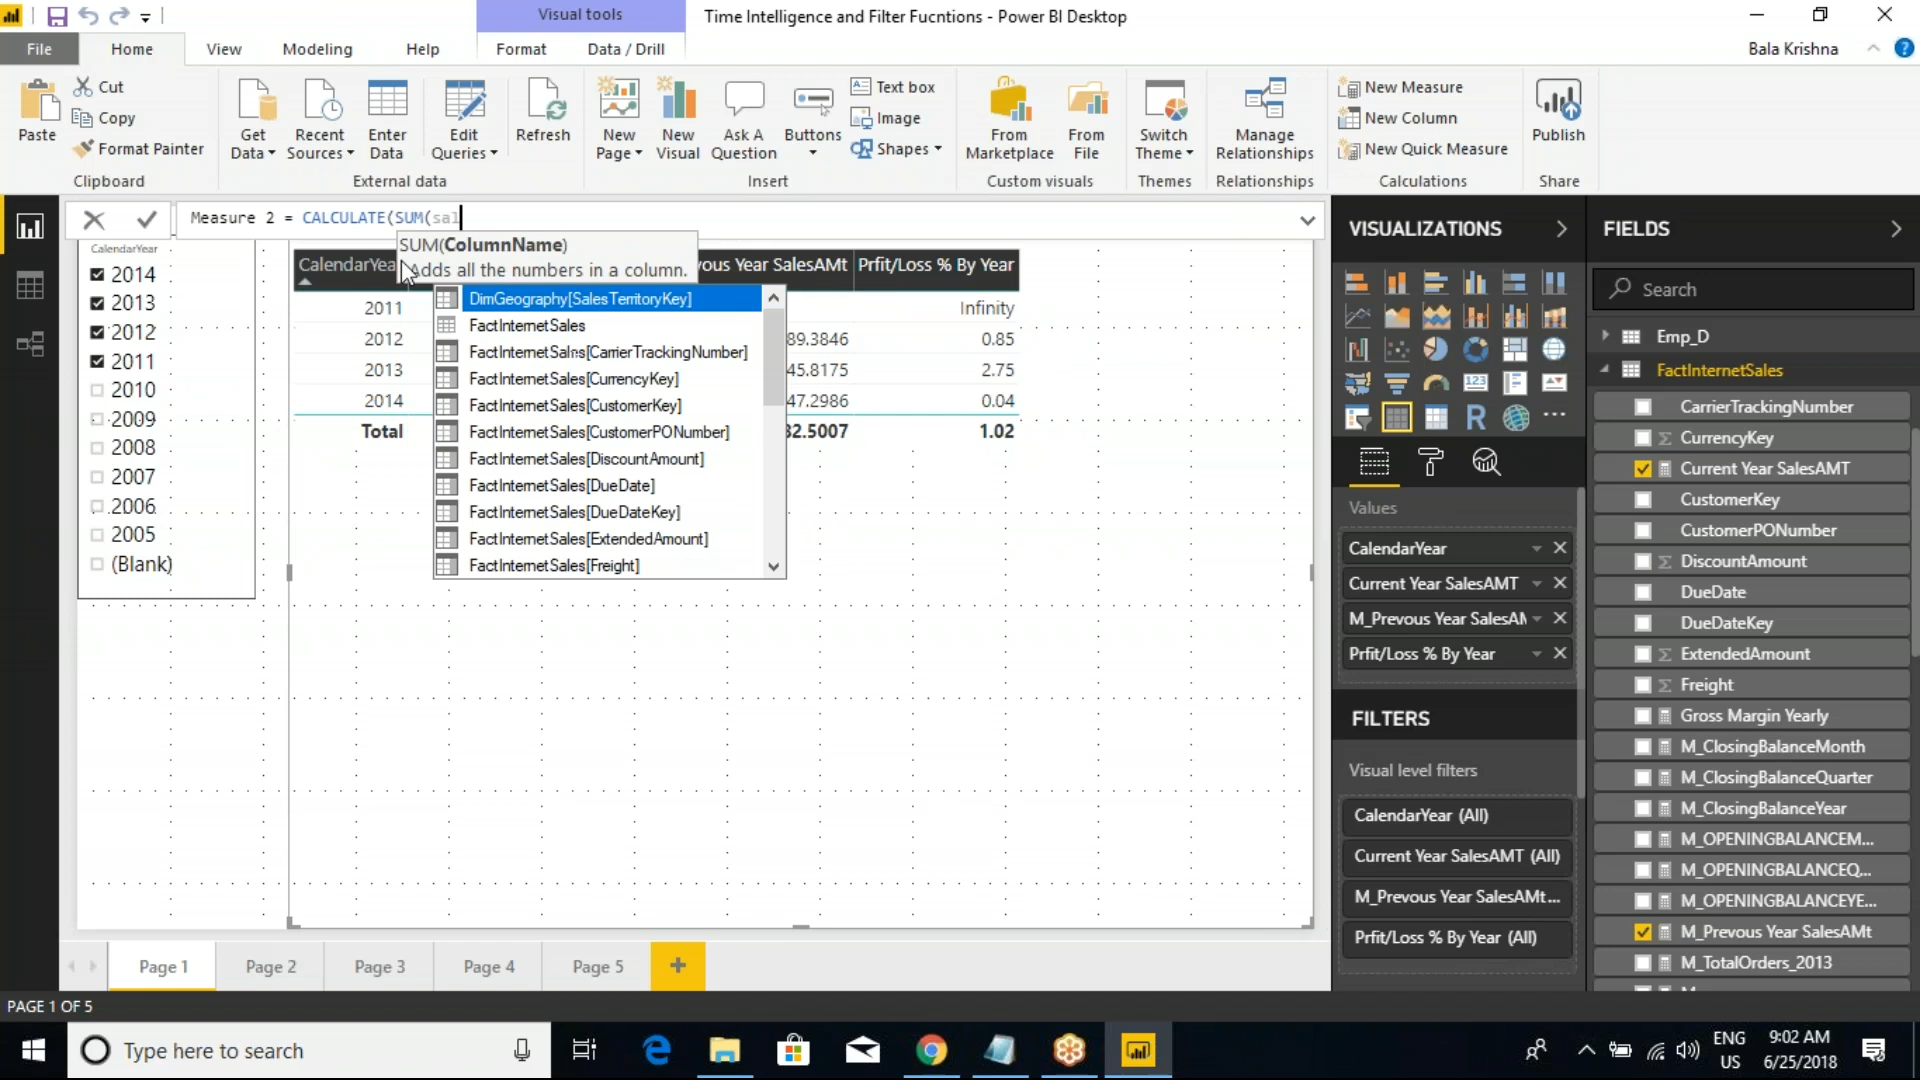 Visual tools
Time Intelligence and Filter Fucntions - Power BI Desktop
File
Home
View
Modeling
Help
Format
Data / Drill
Bala Krishna
Paste
Cut
Copy
Format Painter
Clipboard
Get Data
Recent Sources
Enter Data
Edit Queries
Refresh
External data
New Page
New Visual
Ask A Question
Buttons
Text box
Image
Shapes
Insert
From Marketplace
From File
Custom visuals
Switch Theme
Themes
Manage Relationships
Relationships
New Measure
New Column
New Quick Measure
Calculations
Publish
Share
Measure 2 = CALCULATE(SUM(sal
SUM(ColumnName)
Adds all the numbers in a column.
DimGeography[SalesTerritoryKey]
FactInternetSales
FactInternetSales[CarrierTrackingNumber]
FactInternetSales[CurrencyKey]
FactInternetSales[CustomerKey]
FactInternetSales[CustomerPONumber]
FactInternetSales[DiscountAmount]
FactInternetSales[DueDate]
FactInternetSales[DueDateKey]
FactInternetSales[ExtendedAmount]
FactInternetSales[Freight]
CalendarYear
2014
2013
2012
2011
2010
2009
2008
2007
2006
2005
(Blank)
CalendarYea
vous Year SalesAMt
Prfit/Loss % By Year
2011
Infinity
2012
89.3846
0.85
2013
45.8175
2.75
2014
47.2986
0.04
Total
32.5007
1.02
VISUALIZATIONS
Values
CalendarYear
Current Year SalesAMT
M_Prevous Year SalesAM
Prfit/Loss % By Year
FILTERS
Visual level filters
CalendarYear (All)
Current Year SalesAMT (All)
M_Prevous Year SalesAMt...
Prfit/Loss % By Year (All)
FIELDS
Search
Emp_D
FactInternetSales
CarrierTrackingNumber
CurrencyKey
Current Year SalesAMT
CustomerKey
CustomerPONumber
DiscountAmount
DueDate
DueDateKey
ExtendedAmount
Freight
Gross Margin Yearly
M_ClosingBalanceMonth
M_ClosingBalanceQuarter
M_ClosingBalanceYear
M_OPENINGBALANCEM...
M_OPENINGBALANCEQ...
M_OPENINGBALANCEYE...
M_Prevous Year SalesAMt
M_TotalOrders_2013
Page 1
Page 2
Page 3
Page 4
Page 5
PAGE 1 OF 5
Type here to search
ENG
US
9:02 AM
6/25/2018